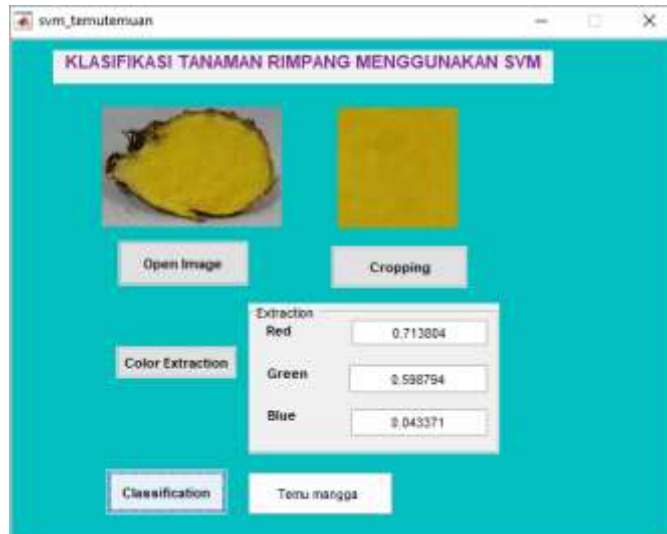 svm_temutemuan
KLASIFIKASI TANAMAN RIMPANG MENGGUNAKAN SVM
Open Image
Cropping
Extraction
Red
0.713804
Color Extraction
Green
0.598794
Blue
0.043371
Classification
Temu mangga